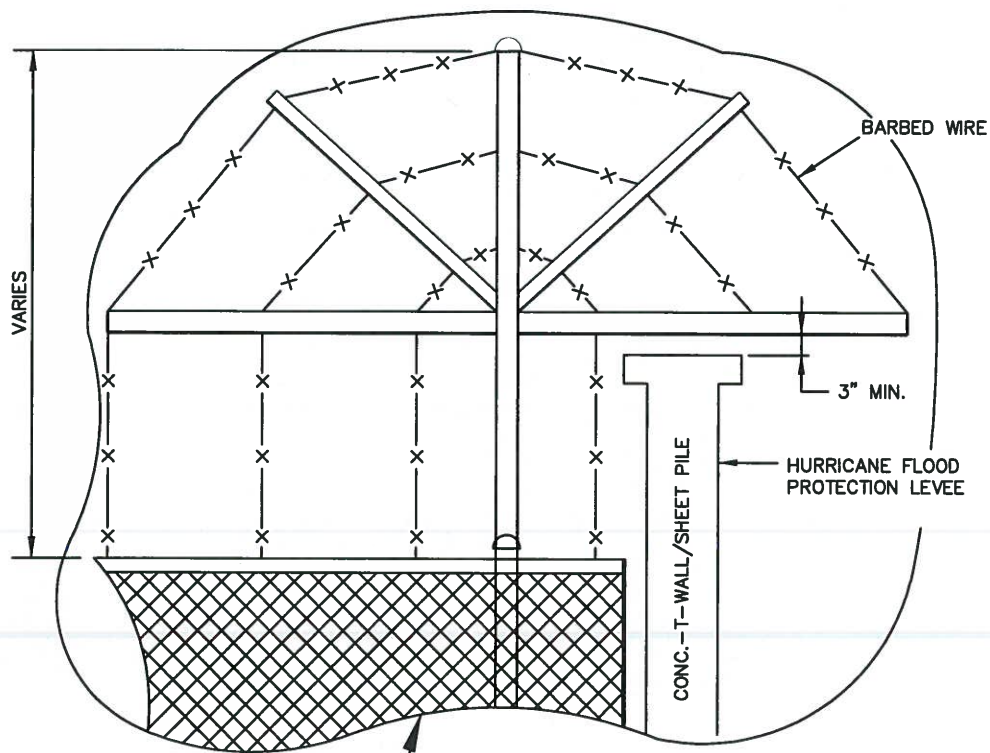 BARBED WIRE
VARIES
3" MIN.
HURRICANE FLOOD
PROTECTION LEVEE
CONC.-T-WALL/SHEET PILE